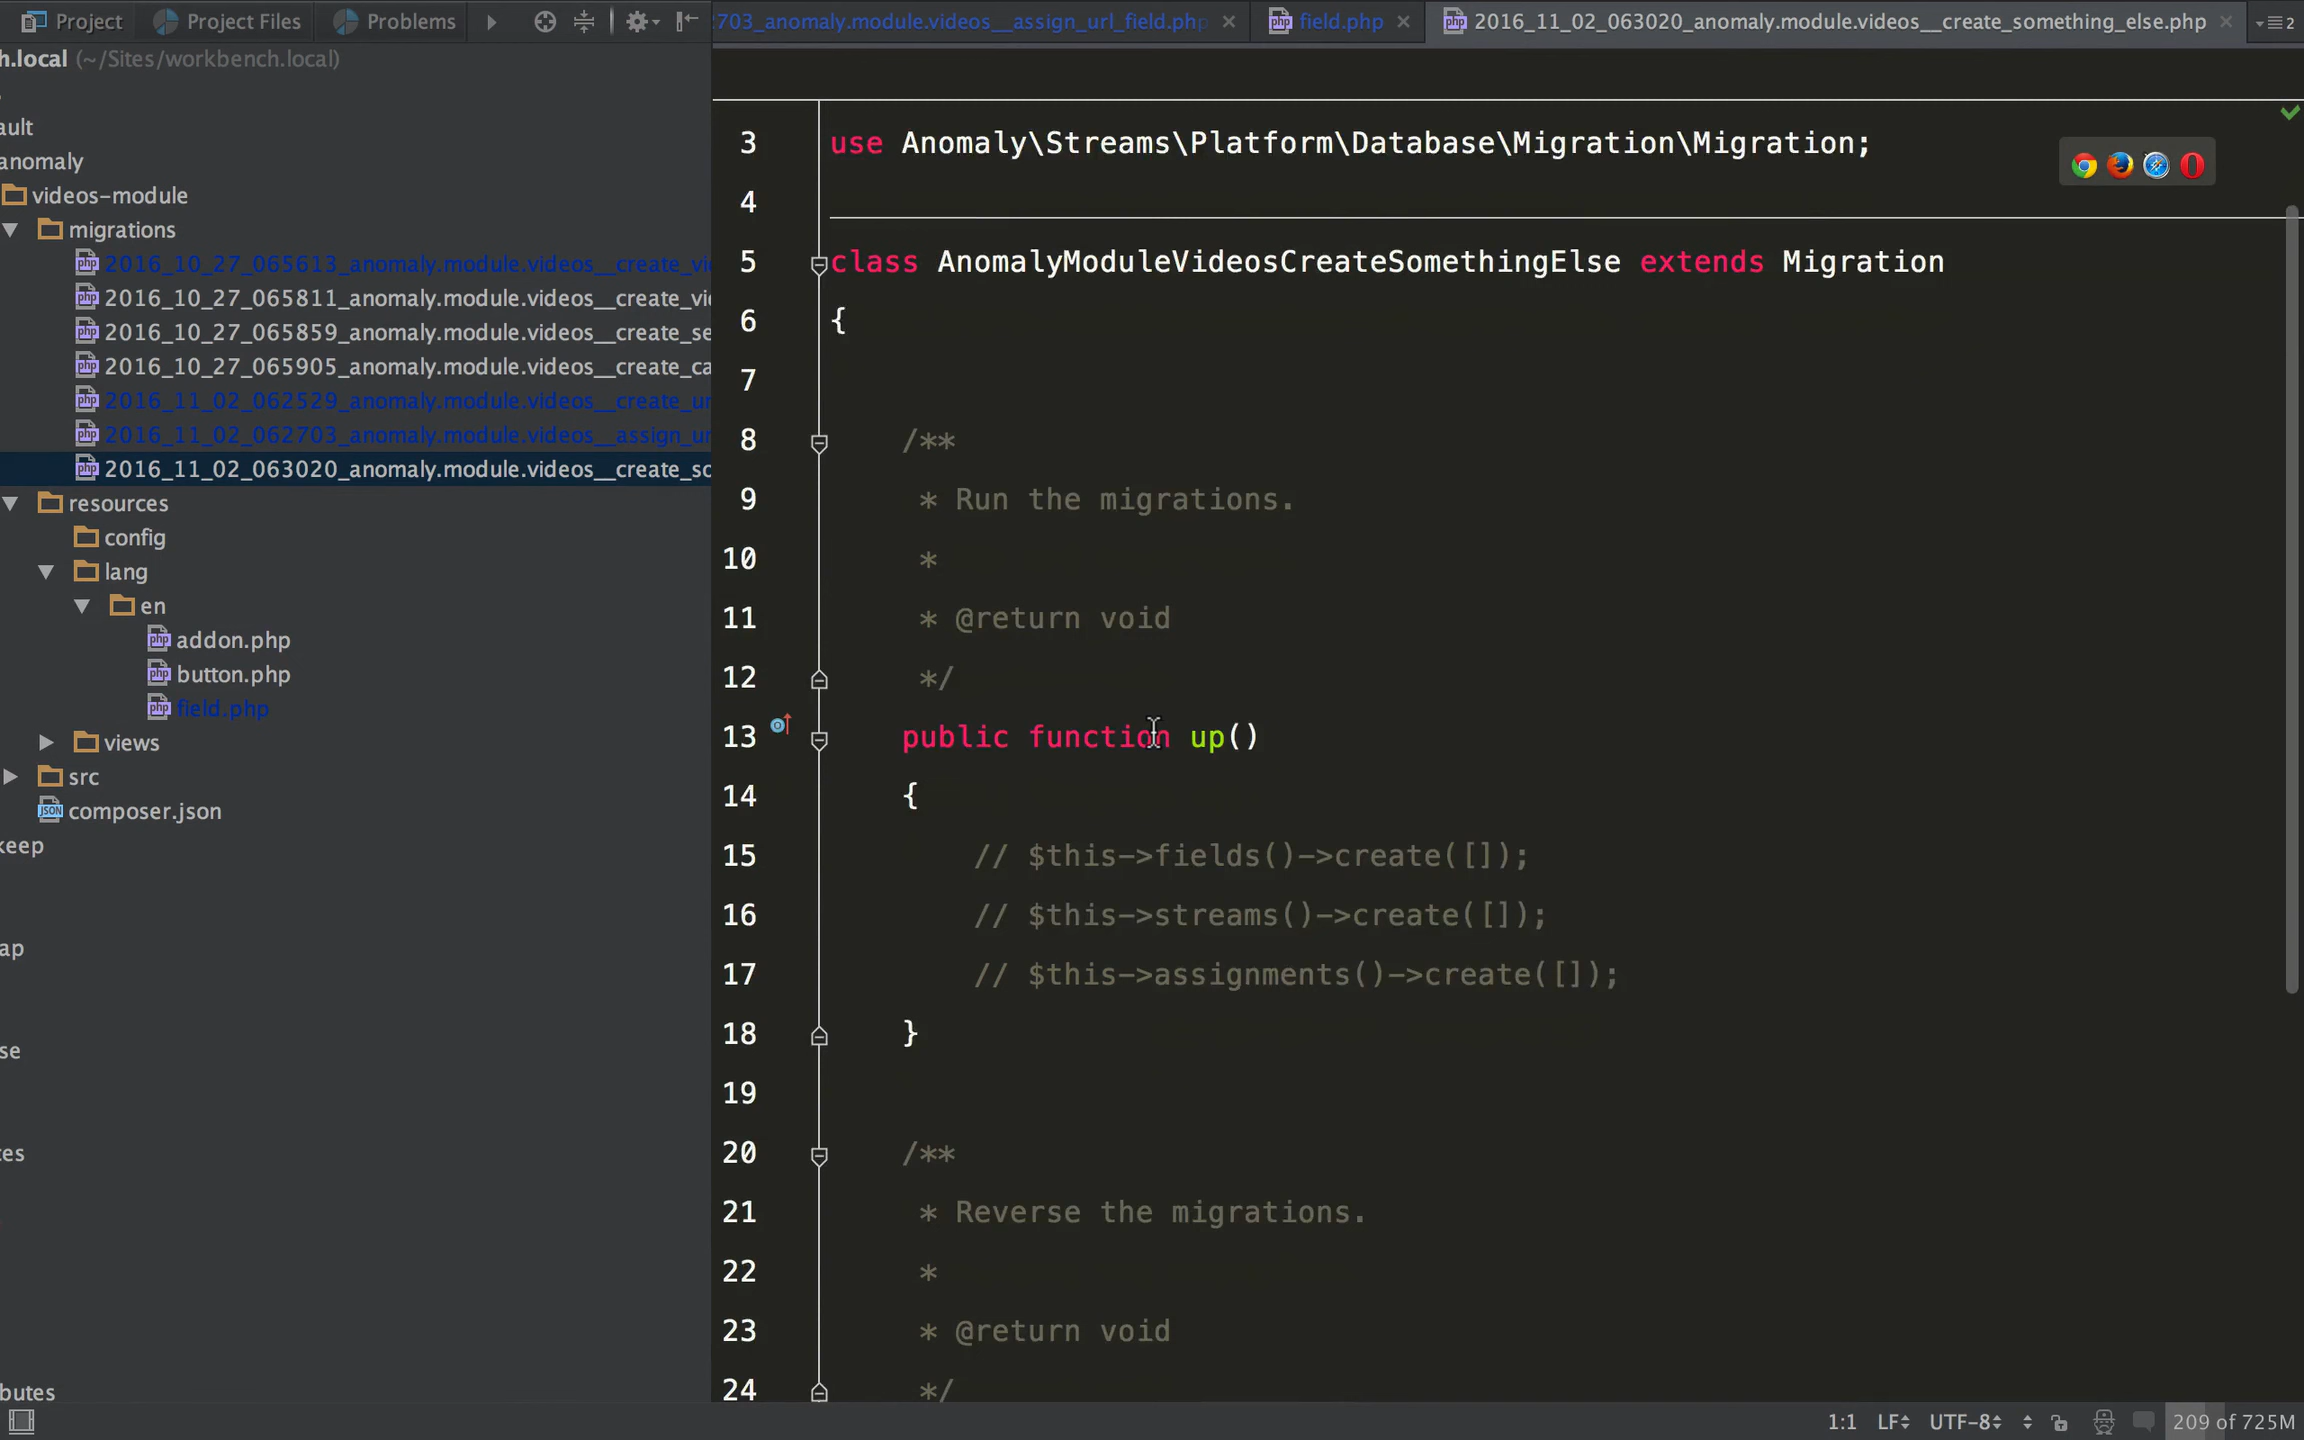 Project
Project Files
Problems
2703_anomaly.module.videos__assign_url_field.php
field.php
2016_11_02_063020_anomaly.module.videos__create_something_else.php
2
h.local (~/Sites/workbench.local)
ault
anomaly
videos-module
migrations
2016_10_27_065613_anomaly.module.videos__create_vi
2016_10_27_065811_anomaly.module.videos__create_vi
2016_10_27_065859_anomaly.module.videos__create_se
2016_10_27_065905_anomaly.module.videos__create_ca
2016_11_02_062529_anomaly.module.videos__create_ur
2016_11_02_062703_anomaly.module.videos__assign_ur
2016_11_02_063020_anomaly.module.videos__create_so
resources
config
lang
en
addon.php
button.php
field.php
views
src
composer.json
keep
ap
se
tes
butes
3 use Anomaly\Streams\Platform\Database\Migration\Migration;
4
5 class AnomalyModuleVideosCreateSomethingElse extends Migration
6 {
7
8 /**
9 * Run the migrations.
10 *
11 * @return void
12 */
13 public function up()
14 {
15 // $this->fields()->create([]);
16 // $this->streams()->create([]);
17 // $this->assignments()->create([]);
18 }
19
20 /**
21 * Reverse the migrations.
22 *
23 * @return void
24 */
1:1 LF UTF-8 209 of 725M